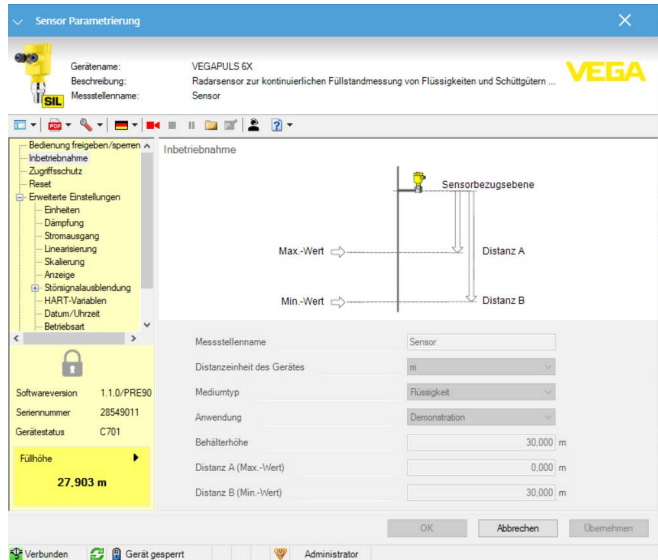 Sensor Parametrierung
Gerätename: VEGAPULS 6X
Beschreibung: Radarsensor zur kontinuierlichen Füllstandmessung von Flüssigkeiten und Schüttgütern ...
Messstellenname: Sensor
SIL
VEGA
PDF
Bedienung freigeben/sperren
Inbetriebnahme
Zugriffsschutz
Reset
Erweiterte Einstellungen
Einheiten
Dämpfung
Stromausgang
Linearisierung
Skalierung
Anzeige
Störsignalausblendung
HART-Variablen
Datum/Uhrzeit
Betriebsart
Softwareversion 1.1.0/PRE90
Seriennummer 28549011
Gerätestatus C701
Füllhöhe
27,903 m
Inbetriebnahme
Sensorbezugsebene
Max.-Wert
Distanz A
Min.-Wert
Distanz B
Messstellenname Sensor
Distanzeinheit des Gerätes m
Mediumtyp Flüssigkeit
Anwendung Demonstration
Behälterhöhe 30,000 m
Distanz A (Max.-Wert) 0,000 m
Distanz B (Min.-Wert) 30,000 m
OK Abbrechen Übernehmen
Verbunden Gerät gesperrt Administrator